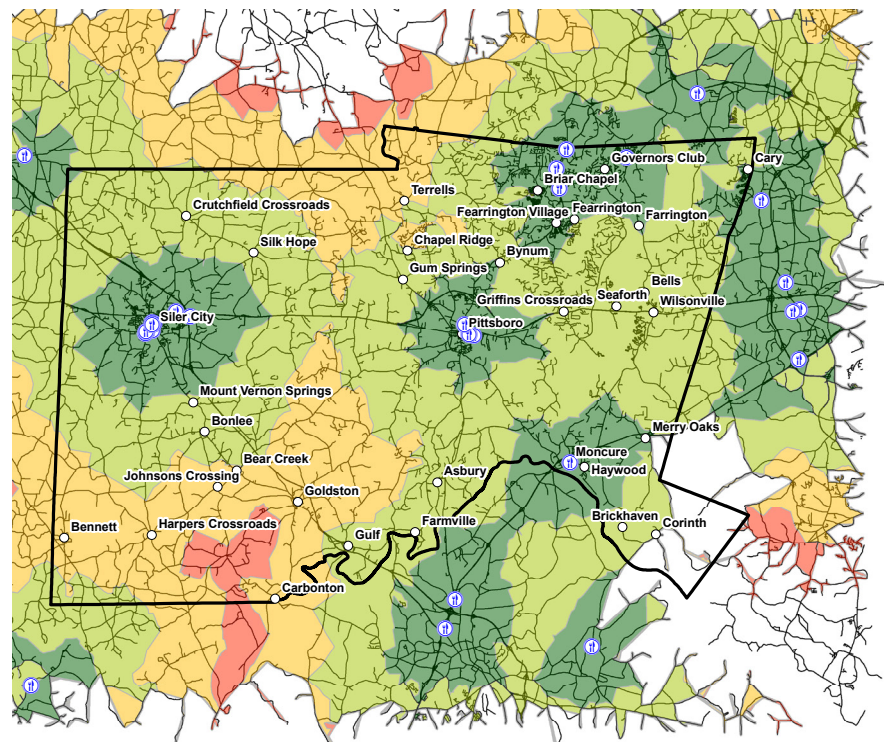 Governors Club
Cary
Briar Chapel
Terrells
Crutchfield Crossroads
Fearrington Village
Fearrington
Farrington
Silk Hope
Chapel Ridge
Bynum
Gum Springs
Bells
Griffins Crossroads
Seaforth
Wilsonville
Siler City
Pittsboro
Mount Vernon Springs
Bonlee
Merry Oaks
Moncure
Bear Creek
Haywood
Johnsons Crossing
Asbury
Goldston
Bennett
Harpers Crossroads
Farmville
Brickhaven
Corinth
Gulf
Carbonton